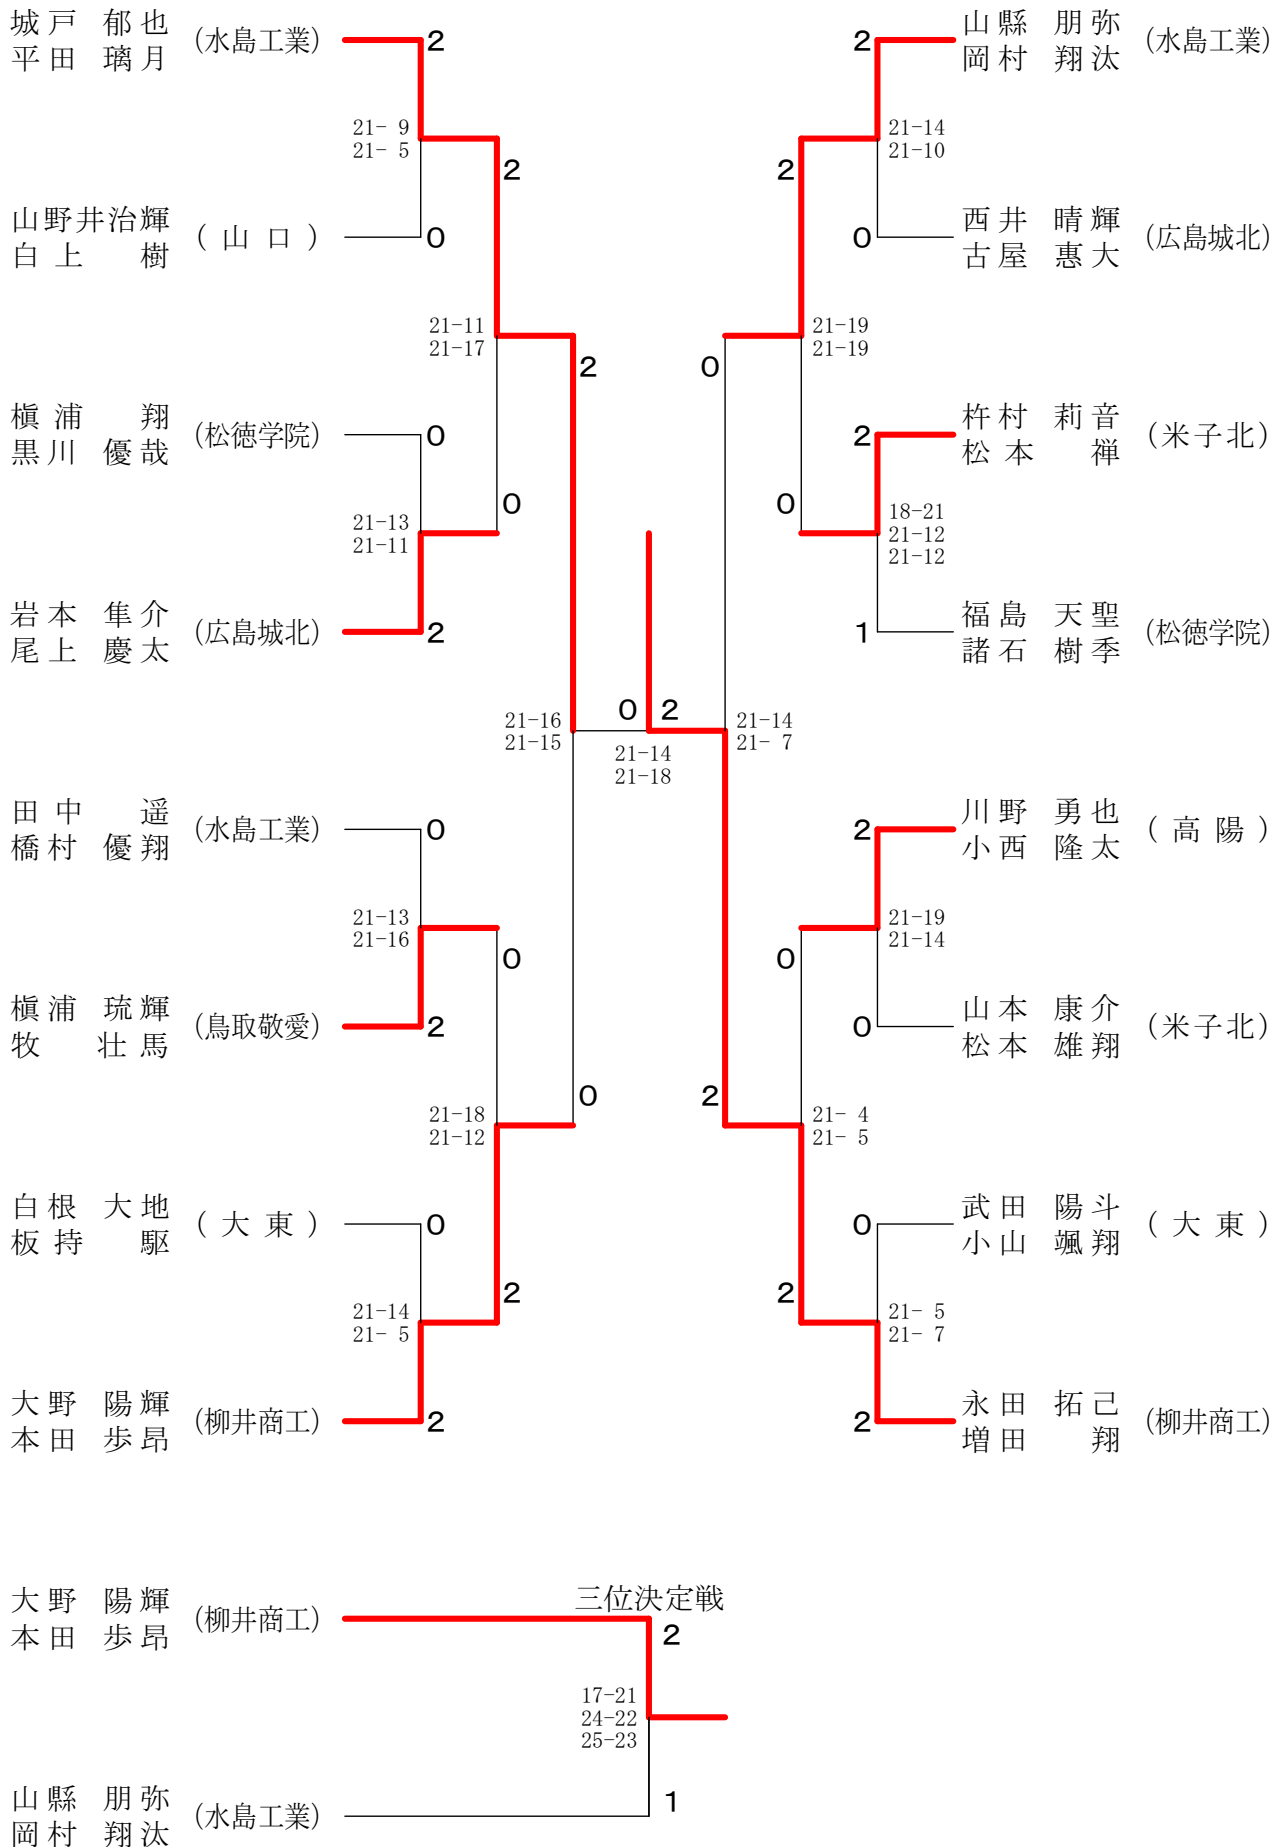 城戸 郁也
平田 璃月
(水島工業)
2
21- 9
21- 5
2
山野井治輝
白上 樹
(山口)
0
21-11
21-17
2
槇浦 翔
黒川 優哉
(松徳学院)
0
0
21-13
21-11
岩本 隼介
尾上 慶太
(広島城北)
2
21-16
21-15
田中 遥
橋村 優翔
(水島工業)
0
21-13
21-16
0
槇浦 琉輝
牧 壮馬
(鳥取敬愛)
2
0
21-18
21-12
白根 大地
板持 駆
(大東)
0
2
21-14
21- 5
大野 陽輝
本田 歩昂
(柳井商工)
2
0
2
21-14
21-18
山縣 朋弥
岡村 翔汰
(水島工業)
2
21-14
21-10
2
西井 晴輝
古屋 惠大
(広島城北)
0
21-19
21-19
0
杵村 莉音
松本 禅
(米子北)
2
0
18-21
21-12
21-12
福島 天聖
諸石 樹季
(松徳学院)
1
21-14
21- 7
川野 勇也
小西 隆太
(高陽)
2
21-19
21-14
0
山本 康介
松本 雄翔
(米子北)
0
2
21- 4
21- 5
武田 陽斗
小山 颯翔
(大東)
0
2
21- 5
21- 7
永田 拓己
増田 翔
(柳井商工)
2
三位決定戦
大野 陽輝
本田 歩昂
(柳井商工)
2
17-21
24-22
25-23
山縣 朋弥
岡村 翔汰
(水島工業)
1